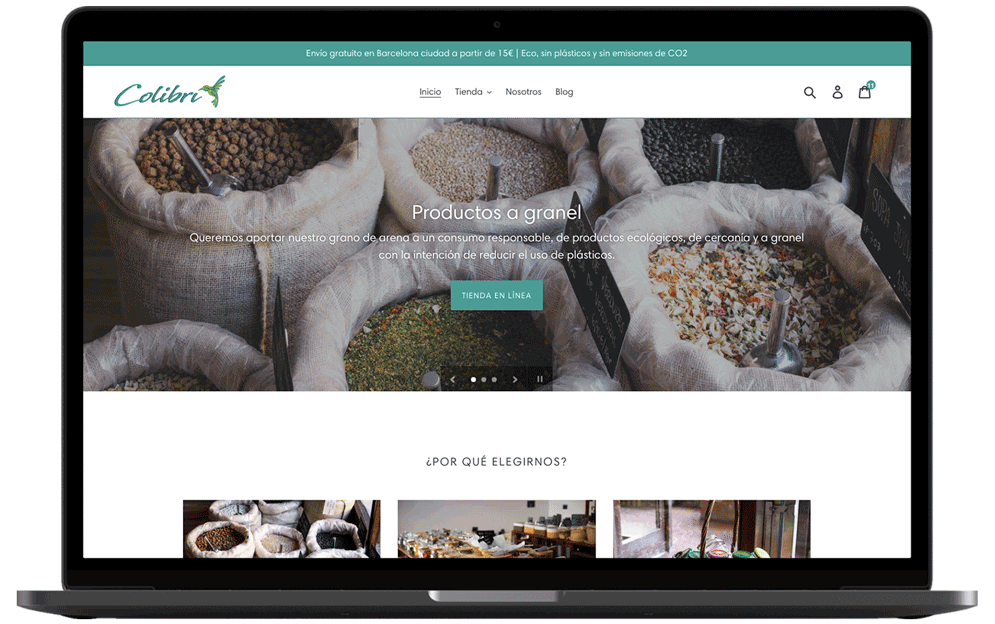 Envío gratuito en Barcelona ciudad a partir de 15€ | Eco, sin plásticos y sin emisiones de CO2
Colibri
Inicio Tienda Nosotros Blog
11
Productos a granel
Queremos aportar nuestro grano de arena a un consumo responsable, de productos ecológicos, de cercanía y a granel
con la intención de reducir el uso de plásticos.
TIENDA EN LÍNEA
¿POR QUÉ ELEGIRNOS?